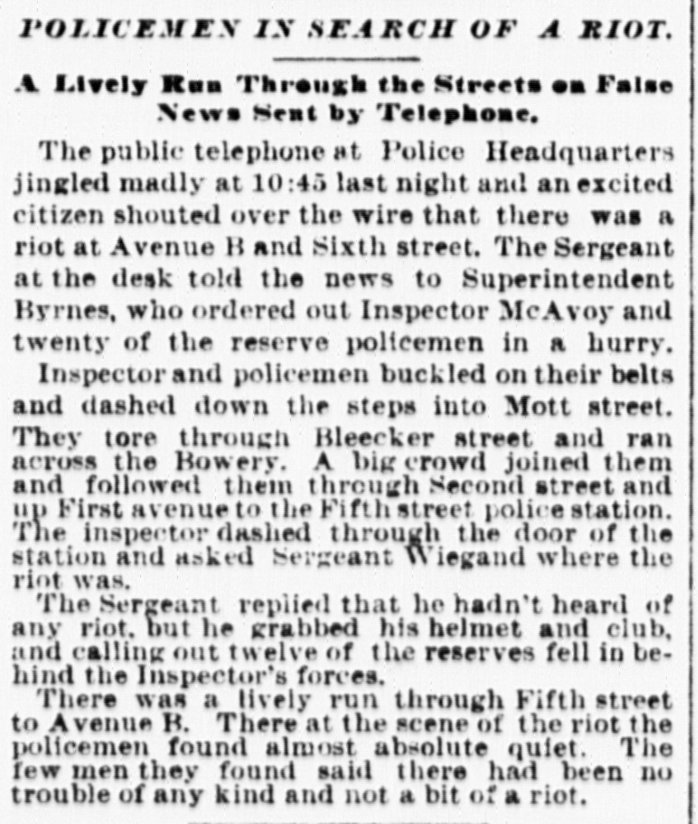 POLICEMEN IN SEARCH OF A RIOT.
A Lively Run Through the Streets on False
News Sent by Telephone.
The public telephone at Police Headquarters
jingled madly at 10:45 last night and an excited
citizen shouted over the wire that there was a
riot at Avenue B and Sixth street. The Sergeant
at the desk told the news to Superintendent
Byrnes, who ordered out Inspector McAvoy and
twenty of the reserve policemen in a hurry.
Inspector and policemen buckled on their belts
and dashed down the steps into Mott street.
They tore through Bleecker street and ran
across the Bowery. A big crowd joined them
and followed them through Second street and
up First avenue to the Fifth street police station.
The inspector dashed through the door of the
station and asked Sergeant Wiegand where the
riot was.
The Sergeant replied that he hadn't heard of
any riot, but he grabbed his helmet and club,
and calling out twelve of the reserves fell in be-
hind the Inspector's forces.
There was a lively run through Fifth street
to Avenue B. There at the scene of the riot the
policemen found almost absolute quiet. The
few men they found said there had been no
trouble of any kind and not a bit of a riot.